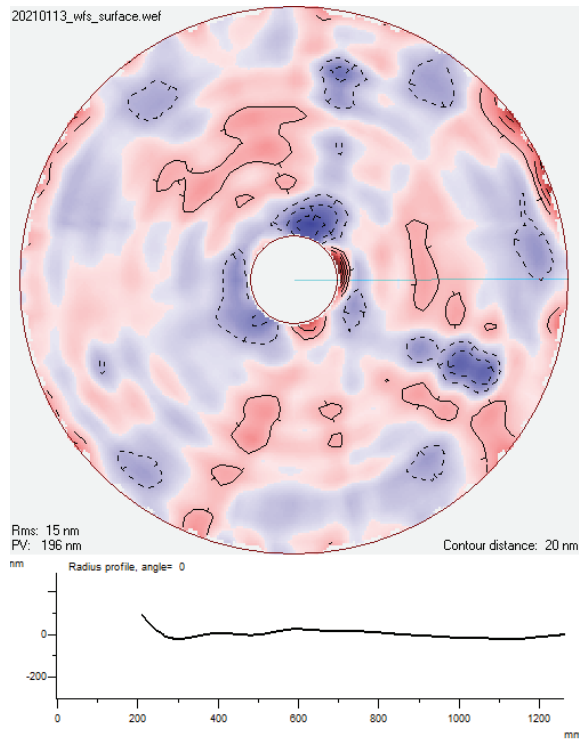 20210113_wfs_surface.wef
Rms: 15 nm
PV: 196 nm
Contour distance: 20 nm
nm
Radius profile, angle= 0
0
-200
0
200
400
600
800
1000
1200
mm